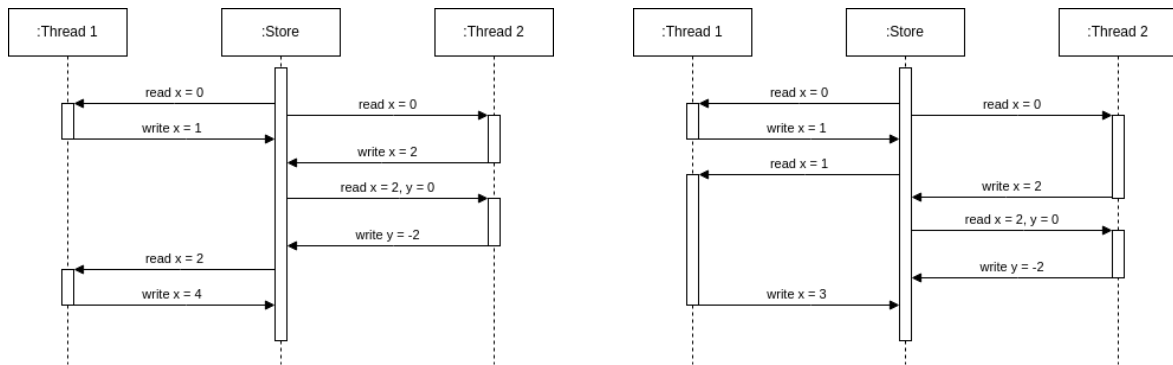 :Thread 1
:Store
:Thread 2
read x = 0
read x = 0
write x = 1
write x = 2
read x = 2, y = 0
write y = -2
read x = 2
write x = 4
:Thread 1
:Store
:Thread 2
read x = 0
read x = 0
write x = 1
read x = 1
write x = 2
read x = 2, y = 0
write y = -2
write x = 3